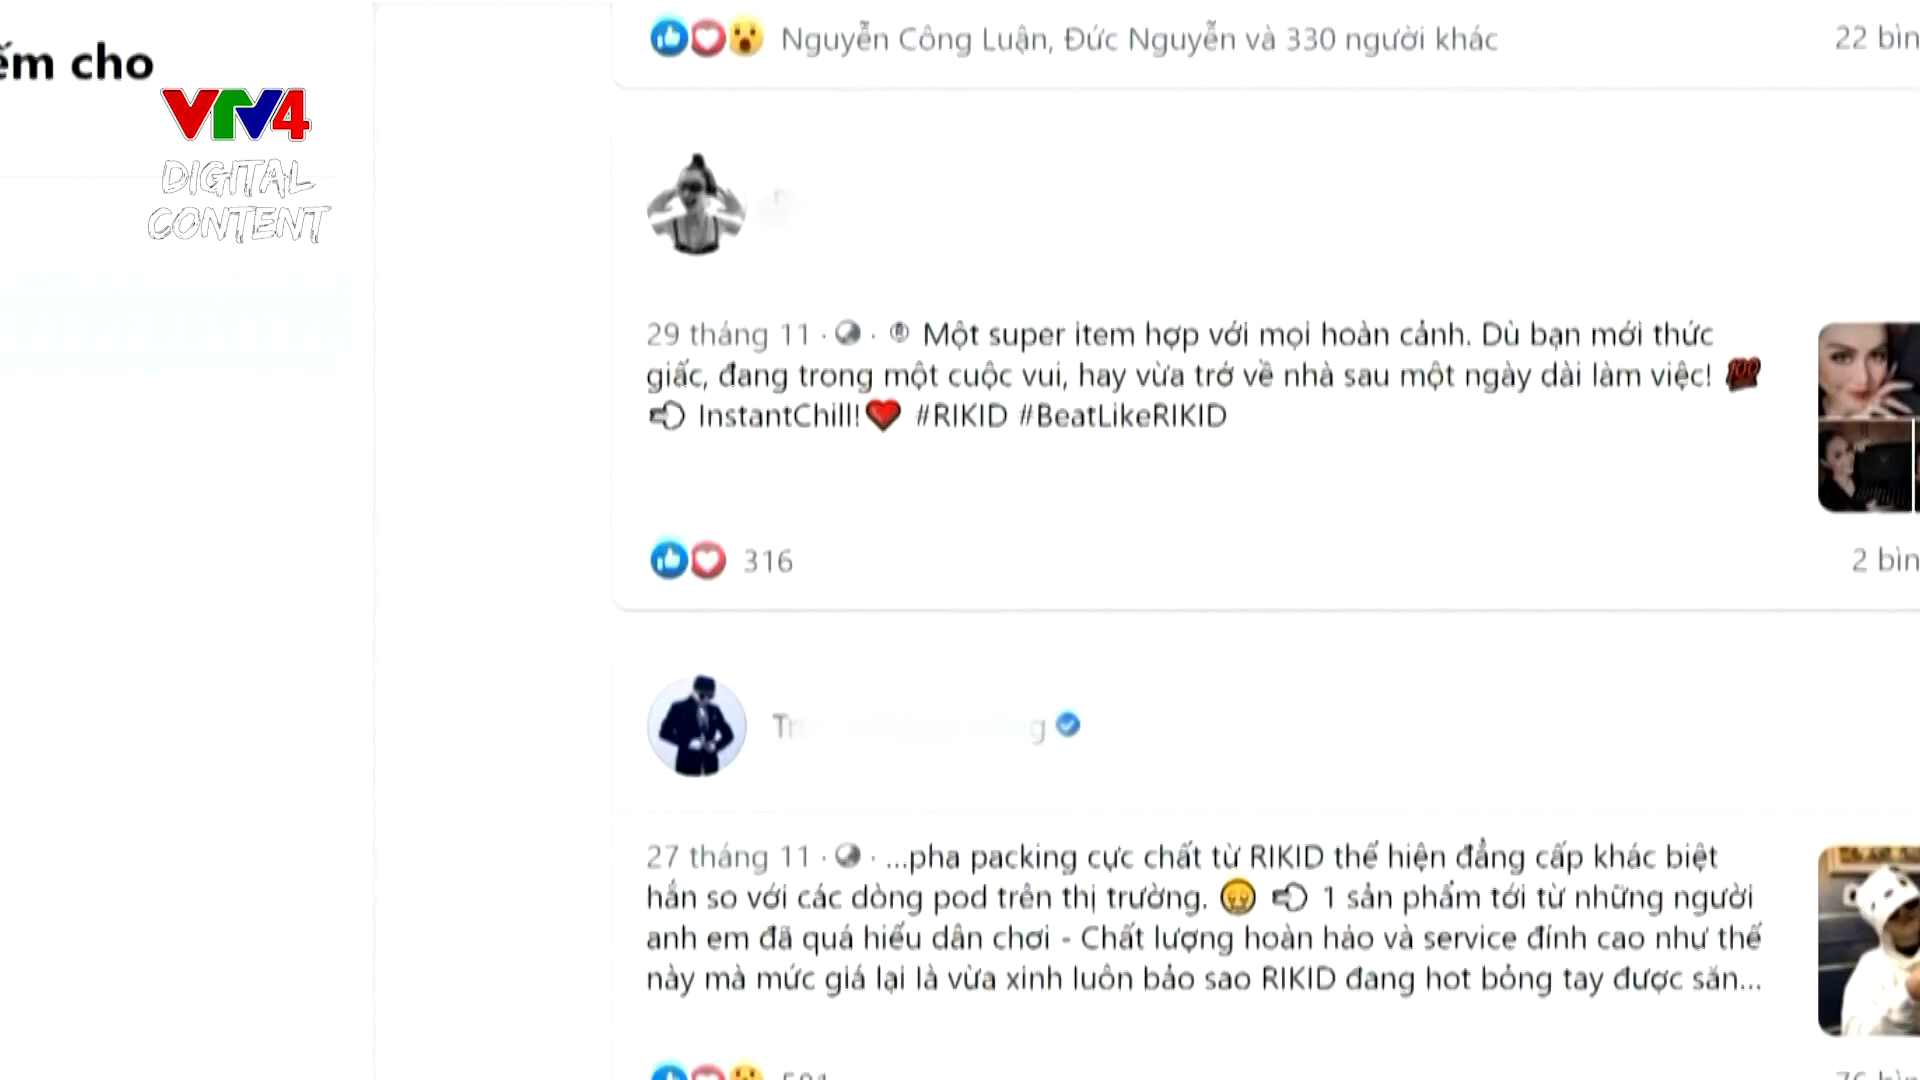 ếm cho
VTV4
DIGITAL
CONTENT
Nguyễn Công Luận, Đức Nguyễn và 330 người khác
22 bìn
29 tháng 11 · Một super item hợp với mọi hoàn cảnh. Dù bạn mới thức
giấc, đang trong một cuộc vui, hay vừa trở về nhà sau một ngày dài làm việc! 💯
InstantChill!❤️ #RIKID #BeatLikeRIKID
316
2 bìn
27 tháng 11 · ...pha packing cực chất từ RIKID thể hiện đẳng cấp khác biệt
hẳn so với các dòng pod trên thị trường. 1 sản phẩm tới từ những người
anh em đã quá hiểu dân chơi - Chất lượng hoàn hảo và service đỉnh cao như thế
này mà mức giá lại là vừa xinh luôn bảo sao RIKID đang hot bỏng tay được săn...